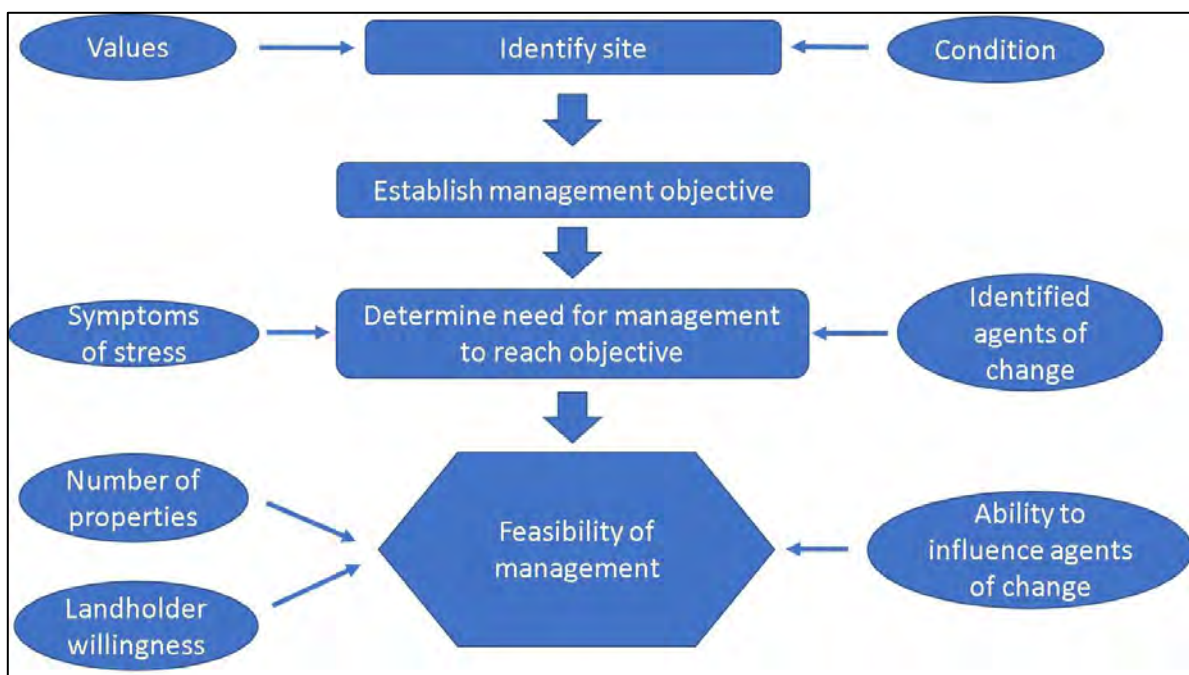 Values
Identify site
Condition
Establish management objective
Symptoms
of stress
Determine need for management
to reach objective
Identified
agents of
change
Number of
properties
Landholder
willingness
Feasibility of
management
Ability to
influence agents
of change